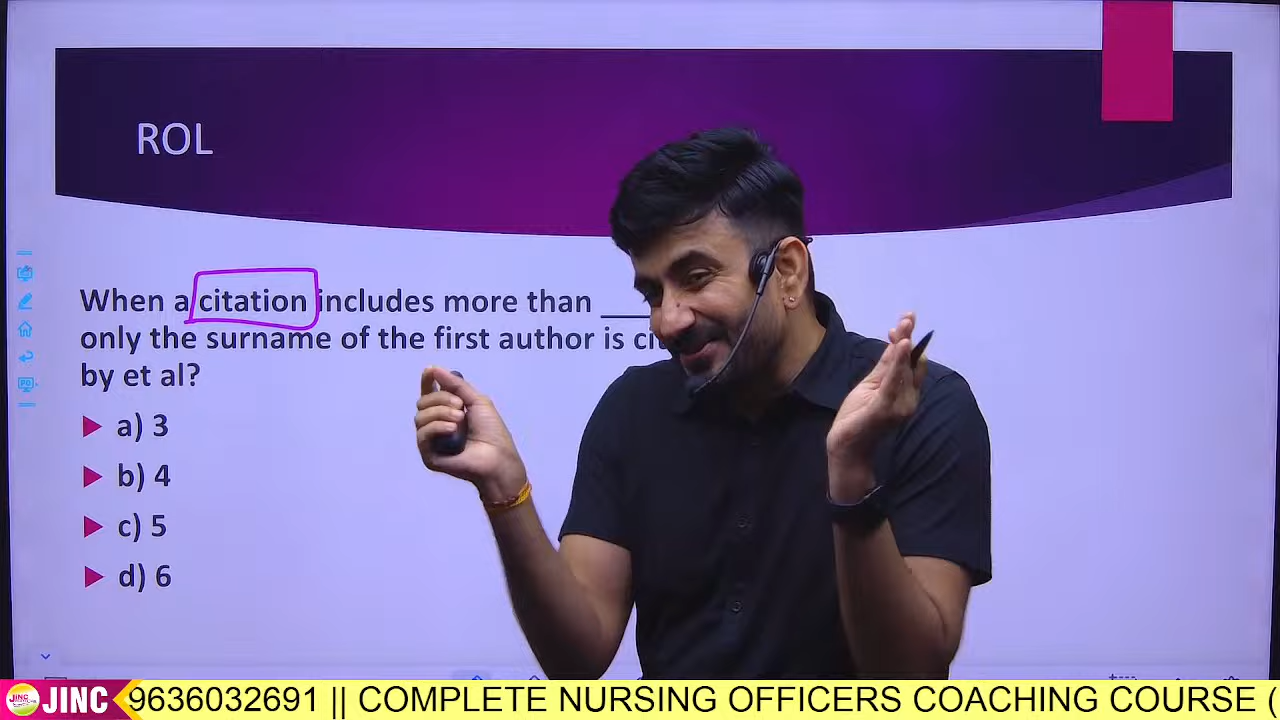 ROL
When a citation includes more than ___
only the surname of the first author is
by et al?
a) 3
b) 4
c) 5
d) 6
JINC 9636032691 || COMPLETE NURSING OFFICERS COACHING COURSE (